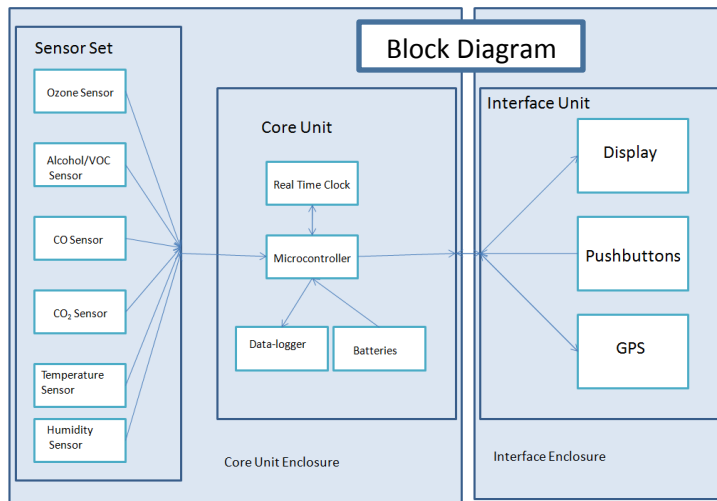 Block Diagram
Sensor Set
Ozone Sensor
Alcohol/VOC
Sensor
CO Sensor
CO₂ Sensor
Temperature
Sensor
Humidity
Sensor
Core Unit
Real Time Clock
Microcontroller
Data-logger
Batteries
Core Unit Enclosure
Interface Unit
Display
Pushbuttons
GPS
Interface Enclosure